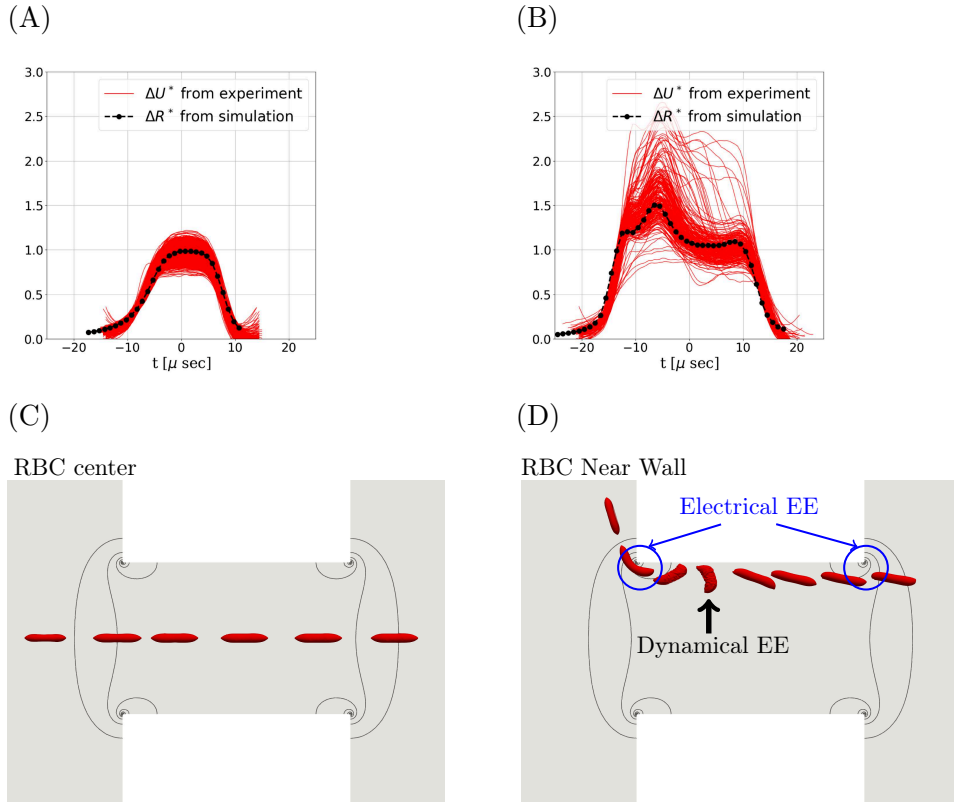 (A)
3.0
2.5
2.0
1.5
1.0
0.5
0.0
−20
−10
0
10
20
t [μ sec]
ΔU* from experiment
ΔR* from simulation
(B)
3.0
2.5
2.0
1.5
1.0
0.5
0.0
−20
−10
0
10
20
t [μ sec]
ΔU* from experiment
ΔR* from simulation
(C)
RBC center
(D)
RBC Near Wall
Electrical EE
Dynamical EE